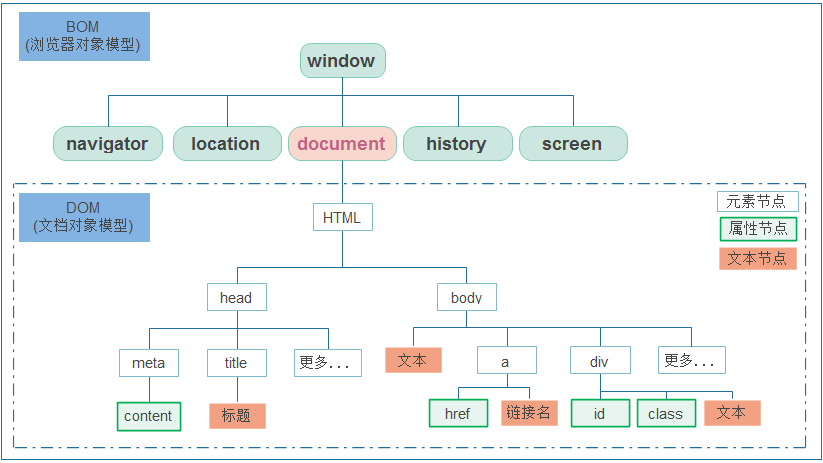 BOM
(浏览器对象模型)
window
navigator
location
document
history
screen
DOM
(文档对象模型)
元素节点
属性节点
文本节点
HTML
head
body
meta
title
更多...
文本
a
div
更多...
content
标题
href
链接名
id
class
文本